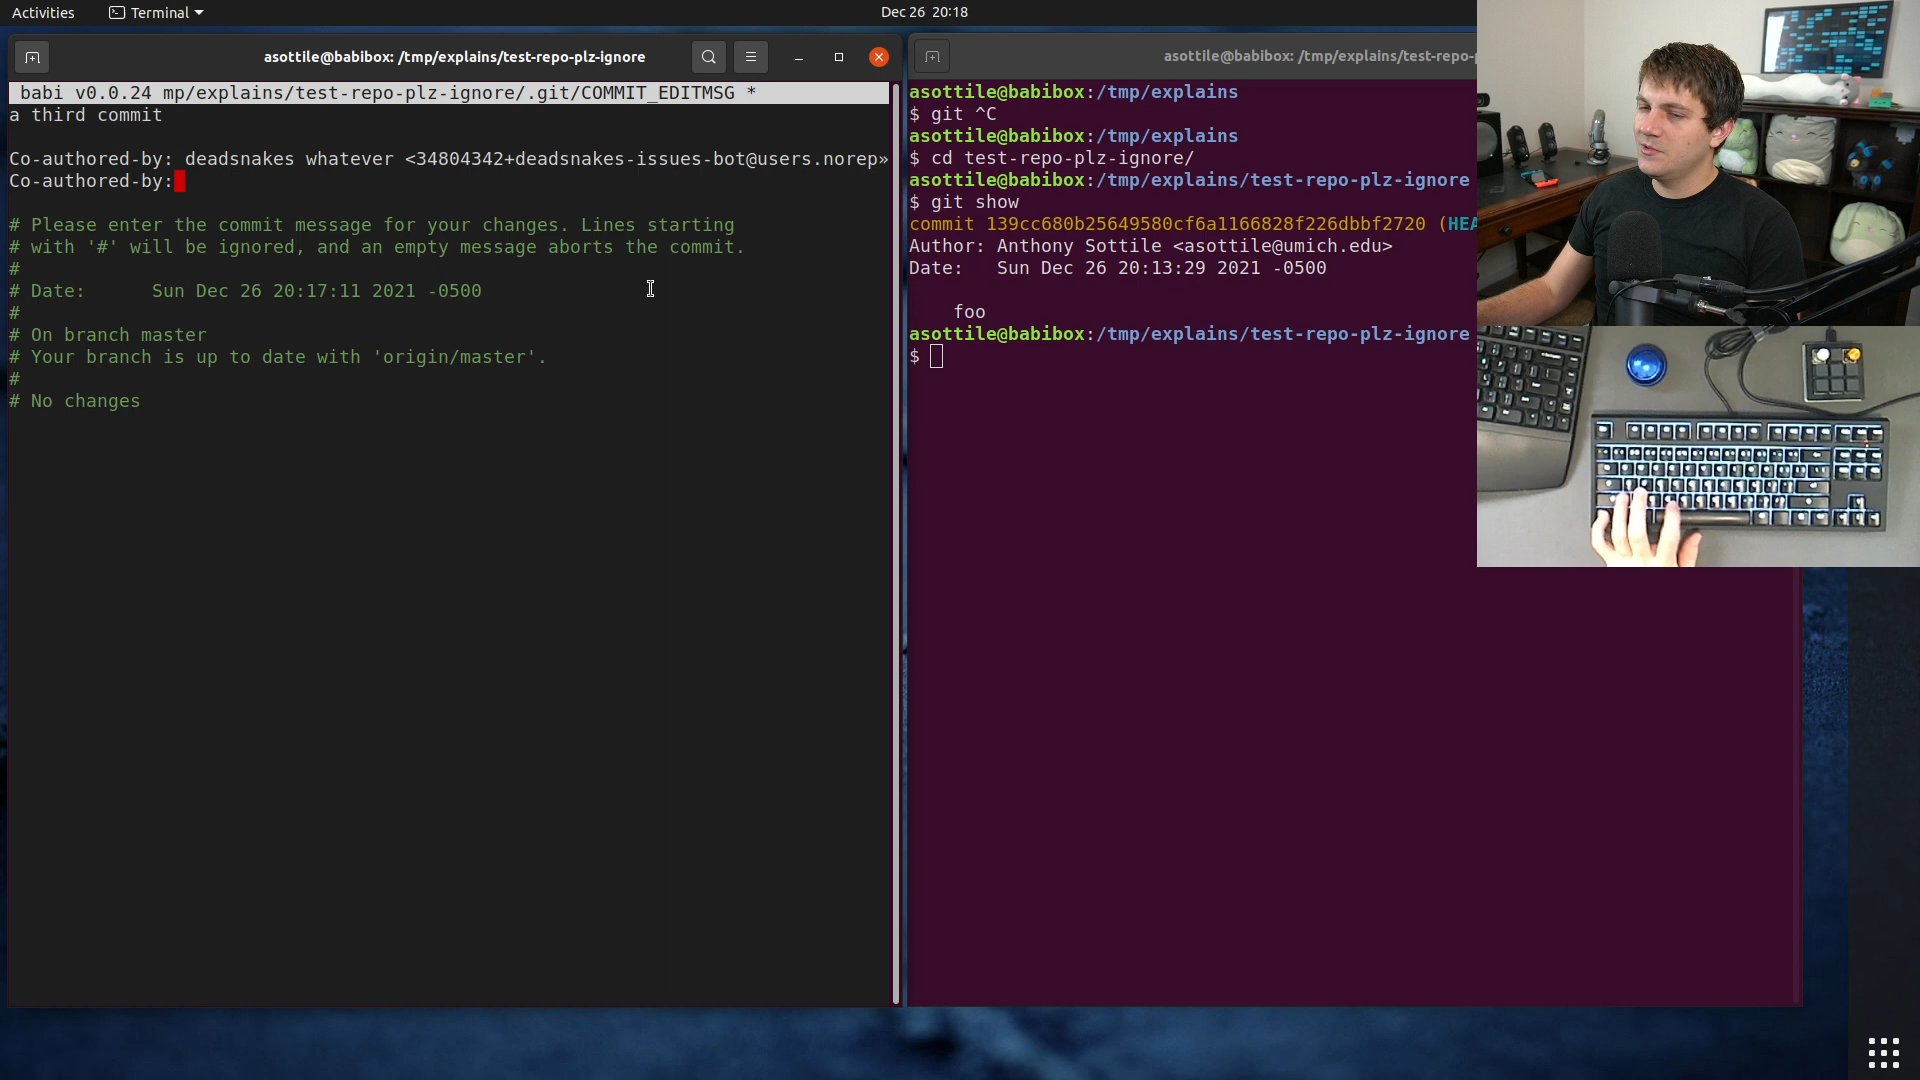 Activities
Terminal
Dec 26 20:18
asottile@babibox: /tmp/explains/test-repo-plz-ignore
babi v0.0.24 mp/explains/test-repo-plz-ignore/.git/COMMIT_EDITMSG *
a third commit
Co-authored-by: deadsnakes whatever <34804342+deadsnakes-issues-bot@users.norep»
Co-authored-by:
# Please enter the commit message for your changes. Lines starting
# with '#' will be ignored, and an empty message aborts the commit.
#
# Date:      Sun Dec 26 20:17:11 2021 -0500
#
# On branch master
# Your branch is up to date with 'origin/master'.
#
# No changes
asottile@babibox: /tmp/explains/test-repo-p
asottile@babibox:/tmp/explains
$ git ^C
asottile@babibox:/tmp/explains
$ cd test-repo-plz-ignore/
asottile@babibox:/tmp/explains/test-repo-plz-ignore
$ git show
commit 139cc680b25649580cf6a1166828f226dbbf2720 (HEA
Author: Anthony Sottile <asottile@umich.edu>
Date:   Sun Dec 26 20:13:29 2021 -0500
foo
asottile@babibox:/tmp/explains/test-repo-plz-ignore
$